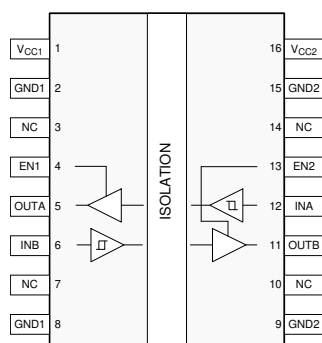 VCC1 1 16 VCC2
GND1 2 15 GND2
NC 3 14 NC
EN1 4 13 EN2
OUTA 5 12 INA
INB 6 11 OUTB
NC 7 10 NC
GND1 8 9 GND2
ISOLATION